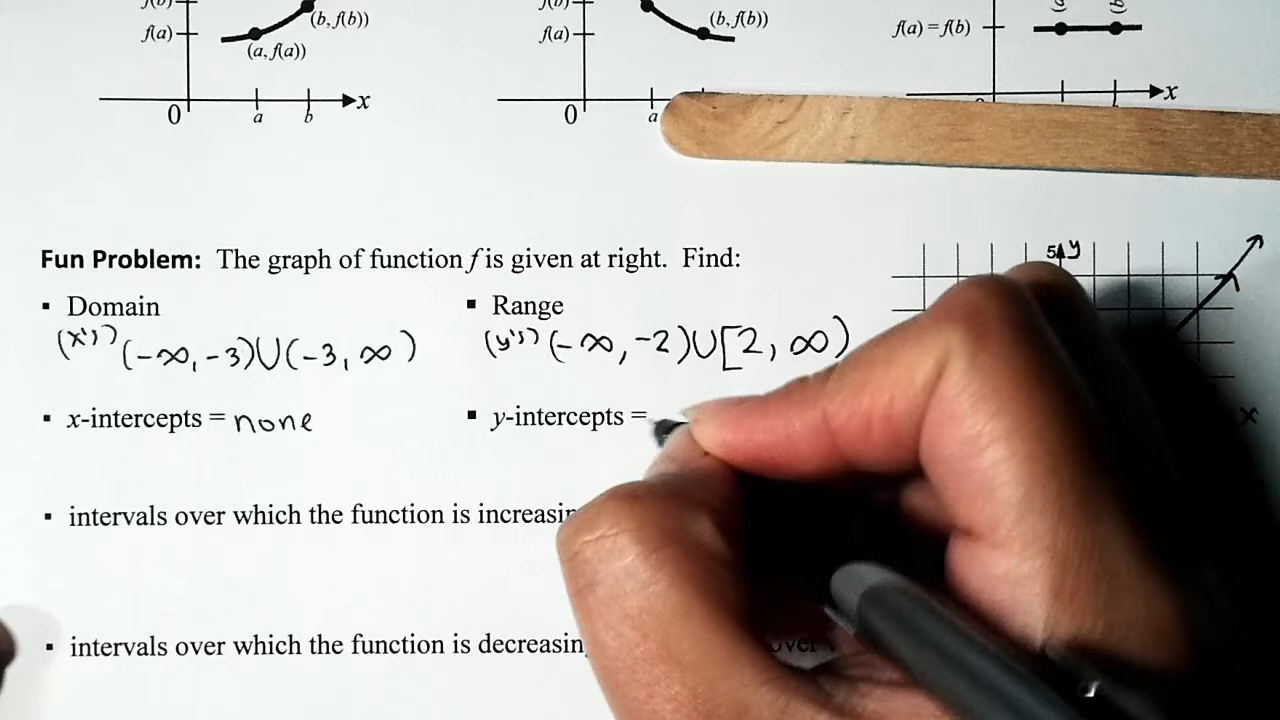 f(a) (b, f(b)) f(a) (b, f(b)) f(a) = f(b)
(a, f(a))
0 a b x 0 a x
Fun Problem: The graph of function f is given at right. Find:
5 y
▪ Domain ▪ Range
(x's) (-∞, -3)∪(-3, ∞) (y's) (-∞, -2)∪[2, ∞)
▪ x-intercepts = none ▪ y-intercepts =
x
▪ intervals over which the function is increasin
▪ intervals over which the function is decreasin over